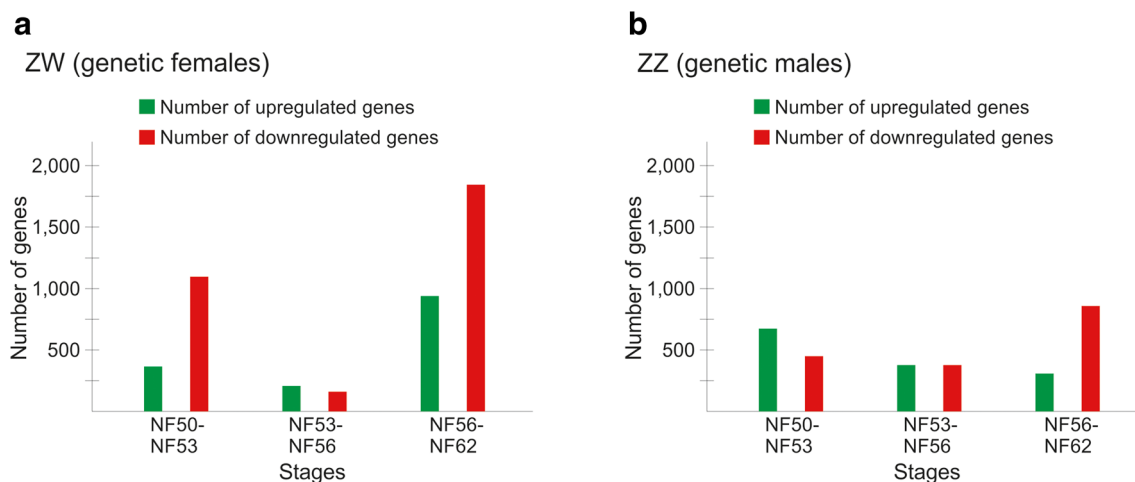 a
ZW (genetic females)
Number of upregulated genes
Number of downregulated genes
2,000
1,500
1,000
500
Number of genes
NF50-
NF53
NF53-
NF56
NF56-
NF62
Stages
b
ZZ (genetic males)
Number of upregulated genes
Number of downregulated genes
2,000
1,500
1,000
500
Number of genes
NF50-
NF53
NF53-
NF56
NF56-
NF62
Stages